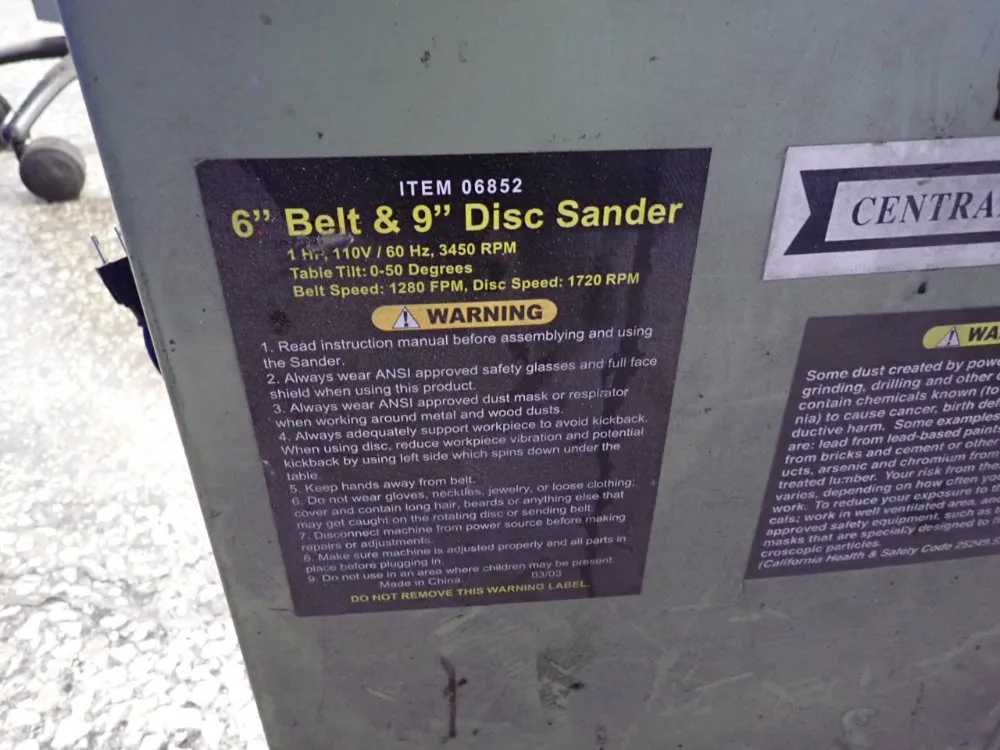 ITEM 06852
6” Belt & 9” Disc Sander
1 HP, 110V / 60 Hz, 3450 RPM
Table Tilt: 0-50 Degrees
Belt Speed: 1280 FPM, Disc Speed: 1720 RPM
WARNING
1. Read instruction manual before assemblying and using
the Sander.
2. Always wear ANSI approved safety glasses and full face
shield when using this product.
3. Always wear ANSI approved dust mask or respirator
when working around metal and wood dusts.
4. Always adequately support workpiece to avoid kickback.
When using disc, reduce workpiece vibration and potential
kickback by using left side which spins down under the
table.
5. Keep hands away from belt.
6. Do not wear gloves, neckties, jewelry, or loose clothing;
cover and contain long hair, beards or anything else that
may get caught on the rotating disc or sending belt.
7. Disconnect machine from power source before making
repairs or adjustments.
8. Make sure machine is adjusted properly and all parts in
place before plugging in.
9. Do not use in an area where children may be present.
Made in China. 03/03
DO NOT REMOVE THIS WARNING LABEL.
CENTRA
WA
Some dust created by powe
grinding, drilling and other
contain chemicals known (to
nia) to cause cancer, birth def
ductive harm. Some examples
are: lead from lead-based paints
from bricks and cement or other
ucts, arsenic and chromium from
treated lumber. Your risk from the
varies, depending on how often yo
work. To reduce your exposure to th
cals; work in well ventilated area, an
approved safety equipment, such as
masks that are specially designed to
croscopic particles.
(California Health & Safety Code 25249.5